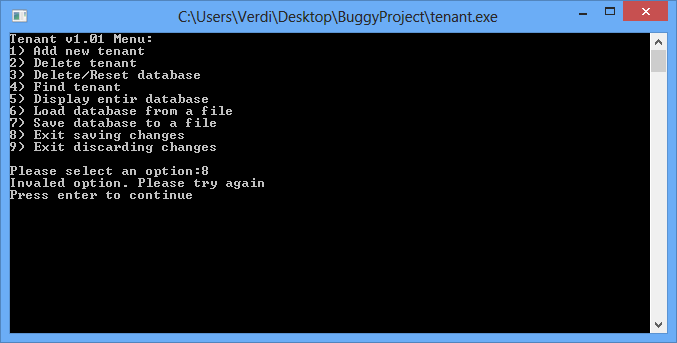 C:\Users\Verdi\Desktop\BuggyProject\tenant.exe
Tenant v1.01 Menu:
1) Add new tenant
2) Delete tenant
3) Delete/Reset database
4) Find tenant
5) Display entir database
6) Load database from a file
7) Save database to a file
8) Exit saving changes
9) Exit discarding changes
Please select an option:8
Invaled option. Please try again
Press enter to continue